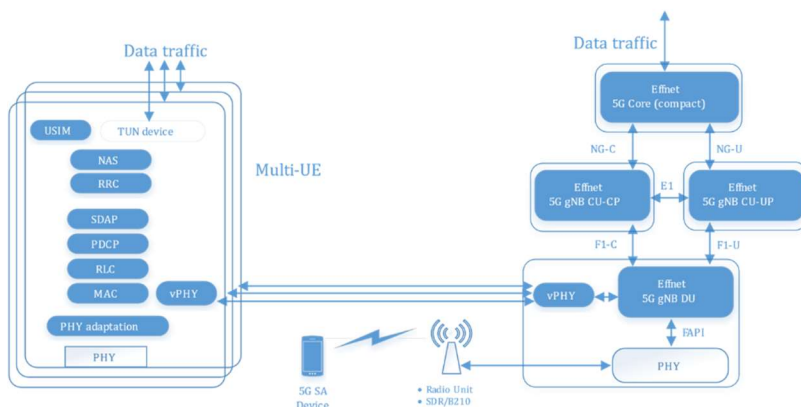 Data traffic
USIM
TUN device
NAS
RRC
SDAP
PDCP
RLC
MAC
vPHY
PHY adaptation
PHY
Multi-UE
5G SA
Device
• Radio Unit
• SDR/B210
Data traffic
Effnet
5G Core (compact)
NG-C
NG-U
Effnet
5G gNB CU-CP
E1
Effnet
5G gNB CU-UP
F1-C
F1-U
vPHY
Effnet
5G gNB DU
FAPI
PHY